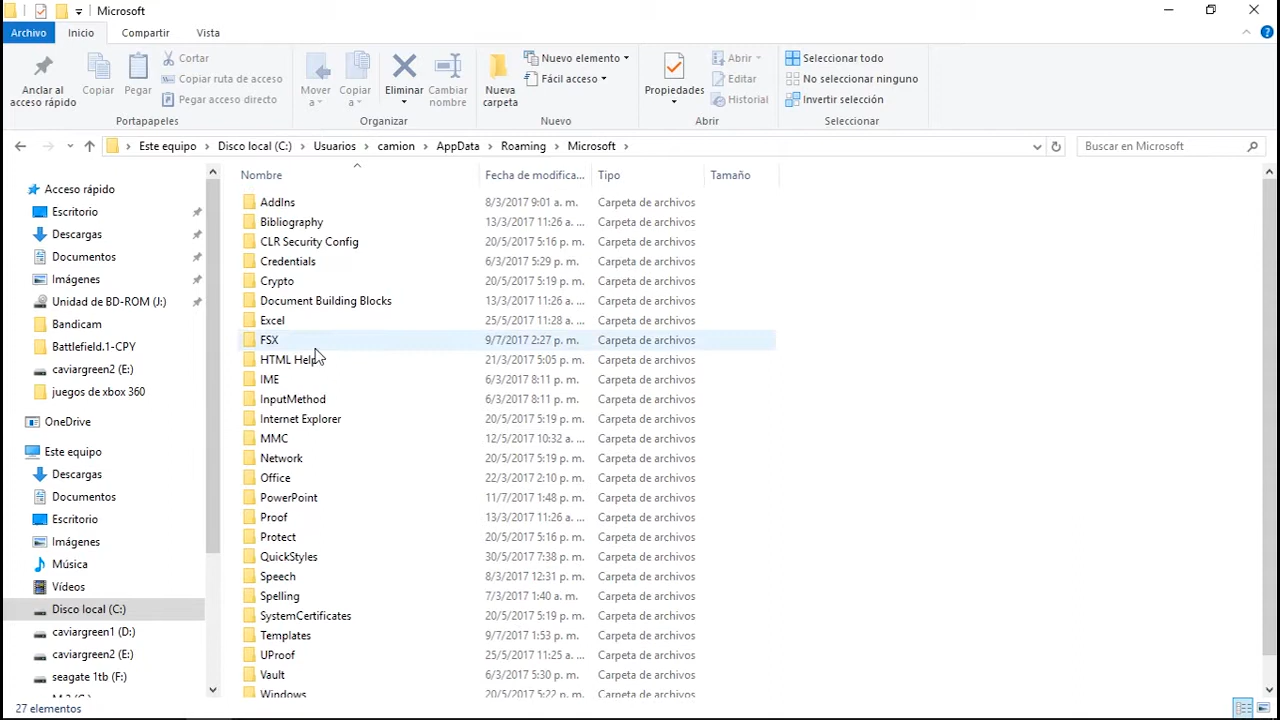 Microsoft
Archivo Inicio Compartir Vista
Anclar al acceso rápido
Copiar
Pegar
Cortar
Copiar ruta de acceso
Pegar acceso directo
Portapapeles
Mover a
Copiar a
Eliminar
Cambiar nombre
Organizar
Nueva carpeta
Nuevo elemento
Fácil acceso
Nuevo
Propiedades
Abrir
Editar
Historial
Abrir
Seleccionar todo
No seleccionar ninguno
Invertir selección
Seleccionar
Este equipo > Disco local (C:) > Usuarios > camion > AppData > Roaming > Microsoft >
Buscar en Microsoft
Acceso rápido
Escritorio
Descargas
Documentos
Imágenes
Unidad de BD-ROM (J:)
Bandicam
Battlefield.1-CPY
caviargreen2 (E:)
juegos de xbox 360
OneDrive
Este equipo
Descargas
Documentos
Escritorio
Imágenes
Música
Vídeos
Disco local (C:)
caviargreen1 (D:)
caviargreen2 (E:)
seagate 1tb (F:)
Nombre Fecha de modifica... Tipo Tamaño
AddIns 8/3/2017 9:01 a. m. Carpeta de archivos
Bibliography 13/3/2017 11:26 a. ... Carpeta de archivos
CLR Security Config 20/5/2017 5:16 p. m. Carpeta de archivos
Credentials 6/3/2017 5:29 p. m. Carpeta de archivos
Crypto 20/5/2017 5:19 p. m. Carpeta de archivos
Document Building Blocks 13/3/2017 11:26 a. ... Carpeta de archivos
Excel 25/5/2017 11:28 a. ... Carpeta de archivos
FSX 9/7/2017 2:27 p. m. Carpeta de archivos
HTML Help 21/3/2017 5:05 p. m. Carpeta de archivos
IME 6/3/2017 8:11 p. m. Carpeta de archivos
InputMethod 6/3/2017 8:11 p. m. Carpeta de archivos
Internet Explorer 20/5/2017 5:19 p. m. Carpeta de archivos
MMC 12/5/2017 10:32 a. ... Carpeta de archivos
Network 20/5/2017 5:19 p. m. Carpeta de archivos
Office 22/3/2017 2:10 p. m. Carpeta de archivos
PowerPoint 11/7/2017 1:48 p. m. Carpeta de archivos
Proof 13/3/2017 11:26 a. ... Carpeta de archivos
Protect 20/5/2017 5:16 p. m. Carpeta de archivos
QuickStyles 30/5/2017 7:38 p. m. Carpeta de archivos
Speech 8/3/2017 12:31 p. m. Carpeta de archivos
Spelling 7/3/2017 1:40 a. m. Carpeta de archivos
SystemCertificates 20/5/2017 5:19 p. m. Carpeta de archivos
Templates 9/7/2017 1:53 p. m. Carpeta de archivos
UProof 25/5/2017 11:25 a. ... Carpeta de archivos
Vault 6/3/2017 5:30 p. m. Carpeta de archivos
Windows 20/5/2017 5:22 p. m. Carpeta de archivos
27 elementos